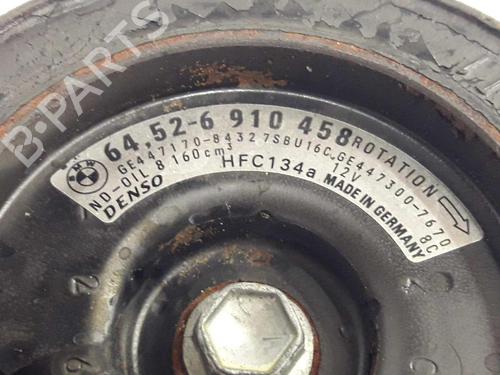 B-PARTS
64.52-6 910 458 ROTATION
GE447170-8432 7SBU16C GE447300-7670
ND-OIL 8 160cm³ HFC134a 12V 8C
DENSO MADE IN GERMANY
BMW